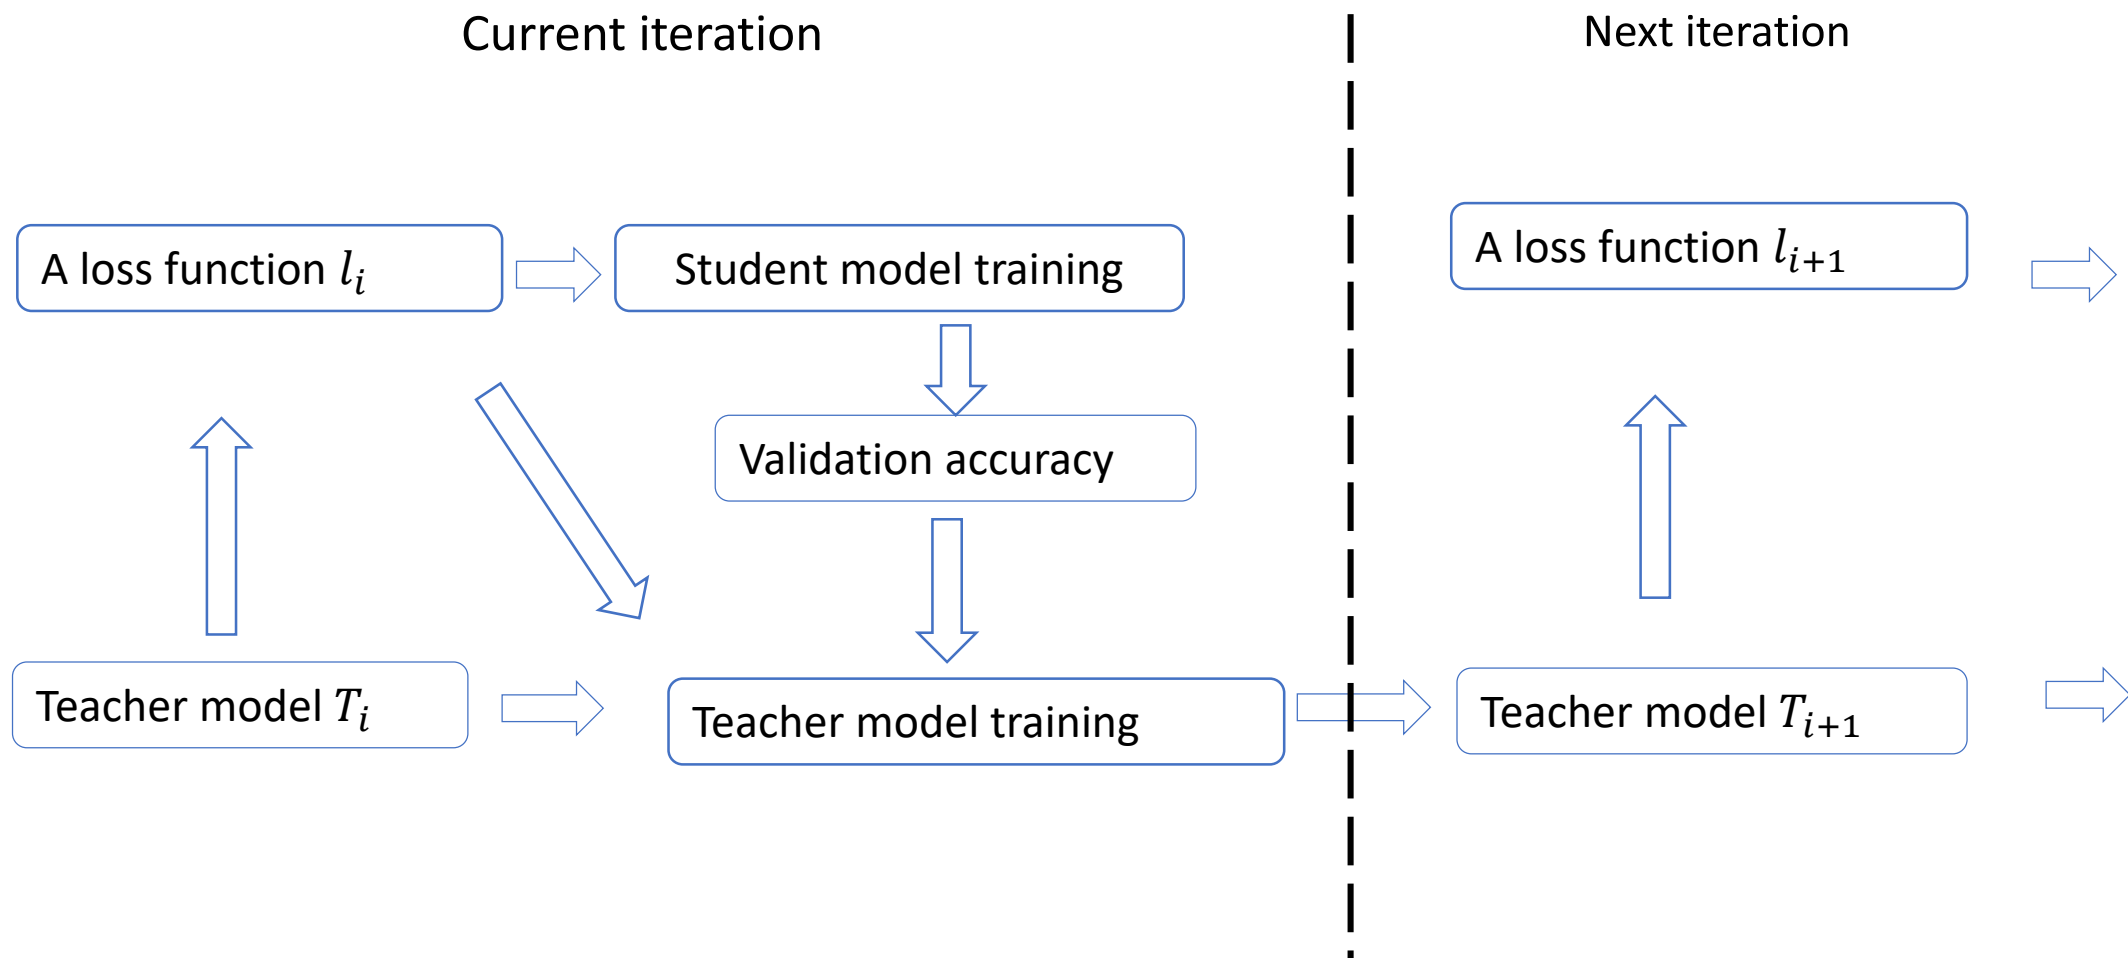 Current iteration
Next iteration
A loss function $l_i$
Student model training
A loss function $l_{i+1}$
Validation accuracy
Teacher model $T_i$
Teacher model training
Teacher model $T_{i+1}$